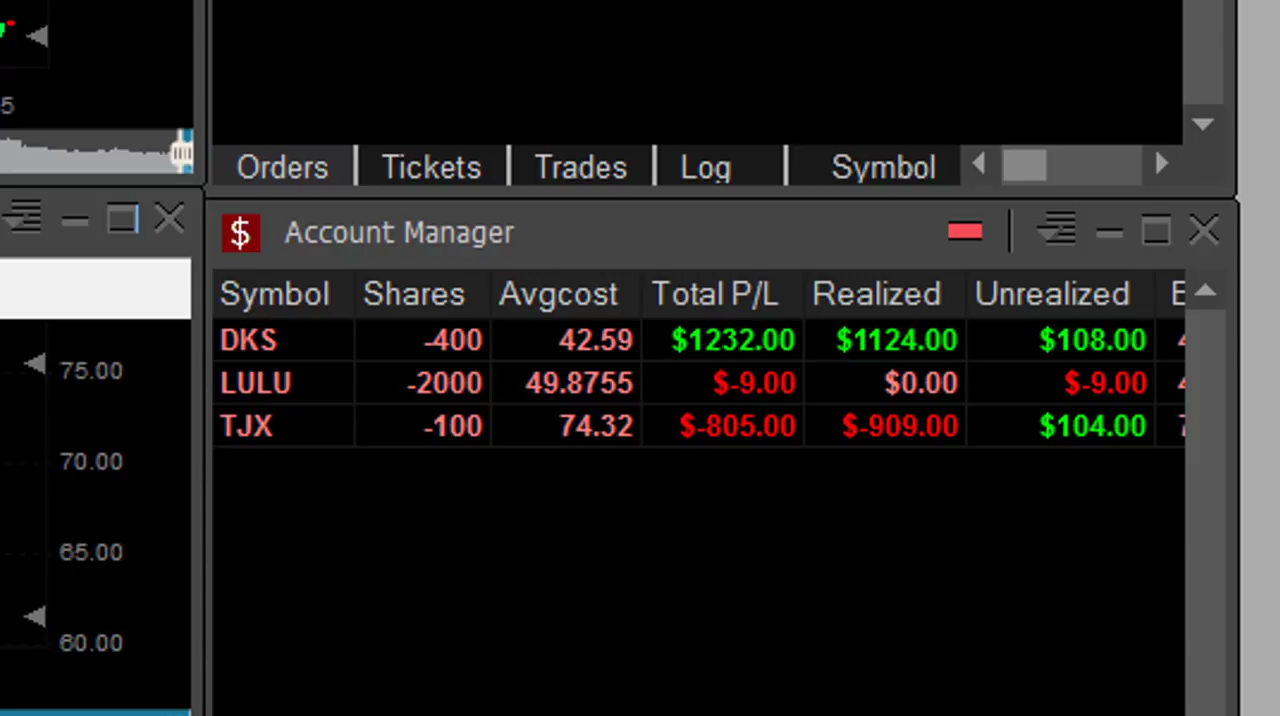 5
Orders Tickets Trades Log Symbol
$ Account Manager
Symbol Shares Avgcost Total P/L Realized Unrealized
DKS -400 42.59 $1232.00 $1124.00 $108.00
LULU -2000 49.8755 $-9.00 $0.00 $-9.00
TJX -100 74.32 $-805.00 $-909.00 $104.00
75.00
70.00
65.00
60.00